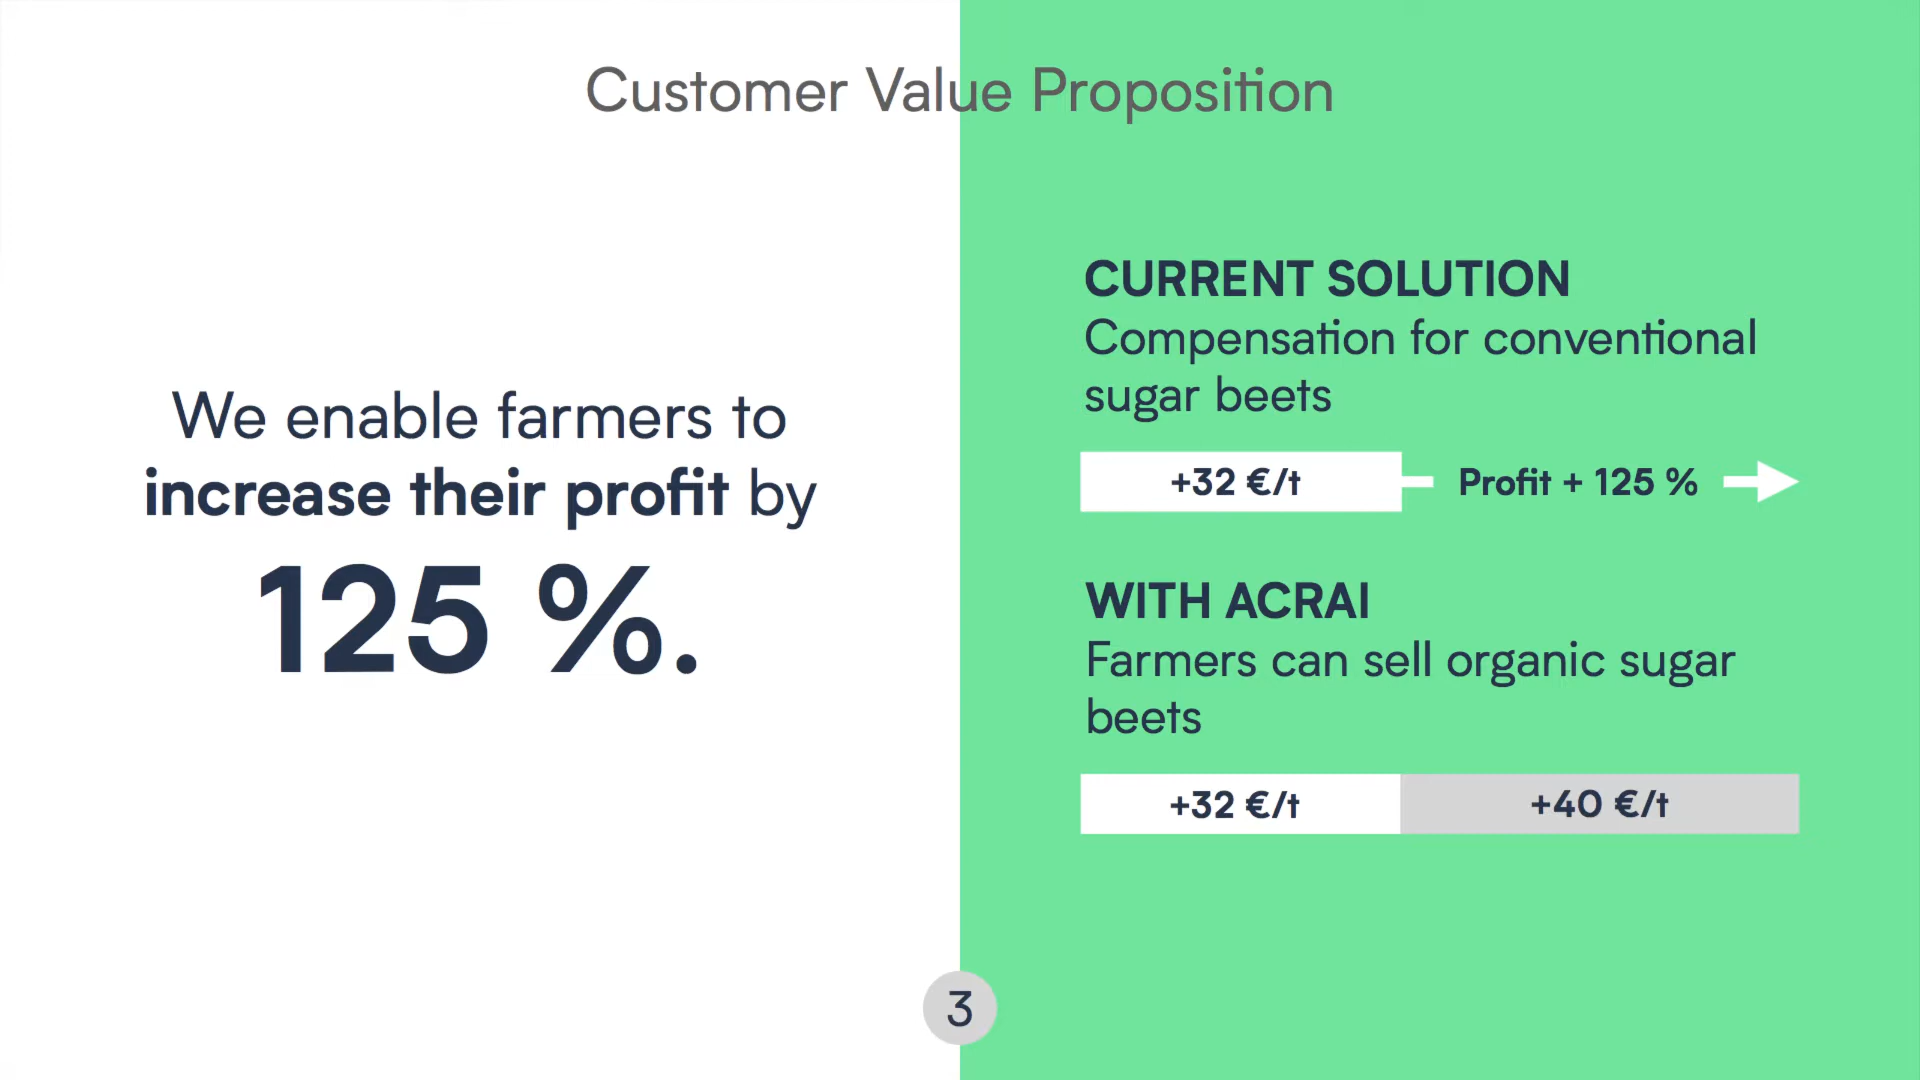 Customer Value Proposition
We enable farmers to
increase their profit by
125 %.
CURRENT SOLUTION
Compensation for conventional
sugar beets
+32 €/t
Profit + 125 %
WITH ACRAI
Farmers can sell organic sugar
beets
+32 €/t
+40 €/t
3